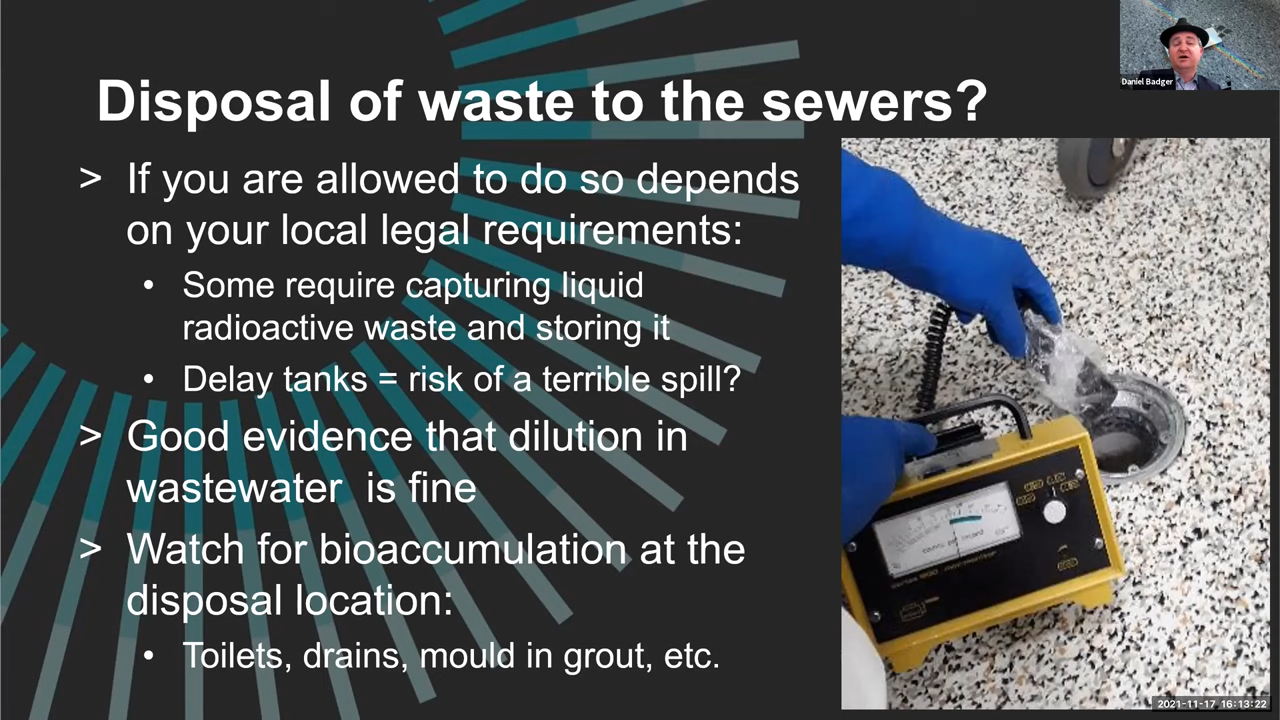 Daniel Badger
Disposal of waste to the sewers?
> If you are allowed to do so depends
on your local legal requirements:
• Some require capturing liquid
radioactive waste and storing it
• Delay tanks = risk of a terrible spill?
> Good evidence that dilution in
wastewater is fine
> Watch for bioaccumulation at the
disposal location:
• Toilets, drains, mould in grout, etc.
2021-11-17 16:13:22